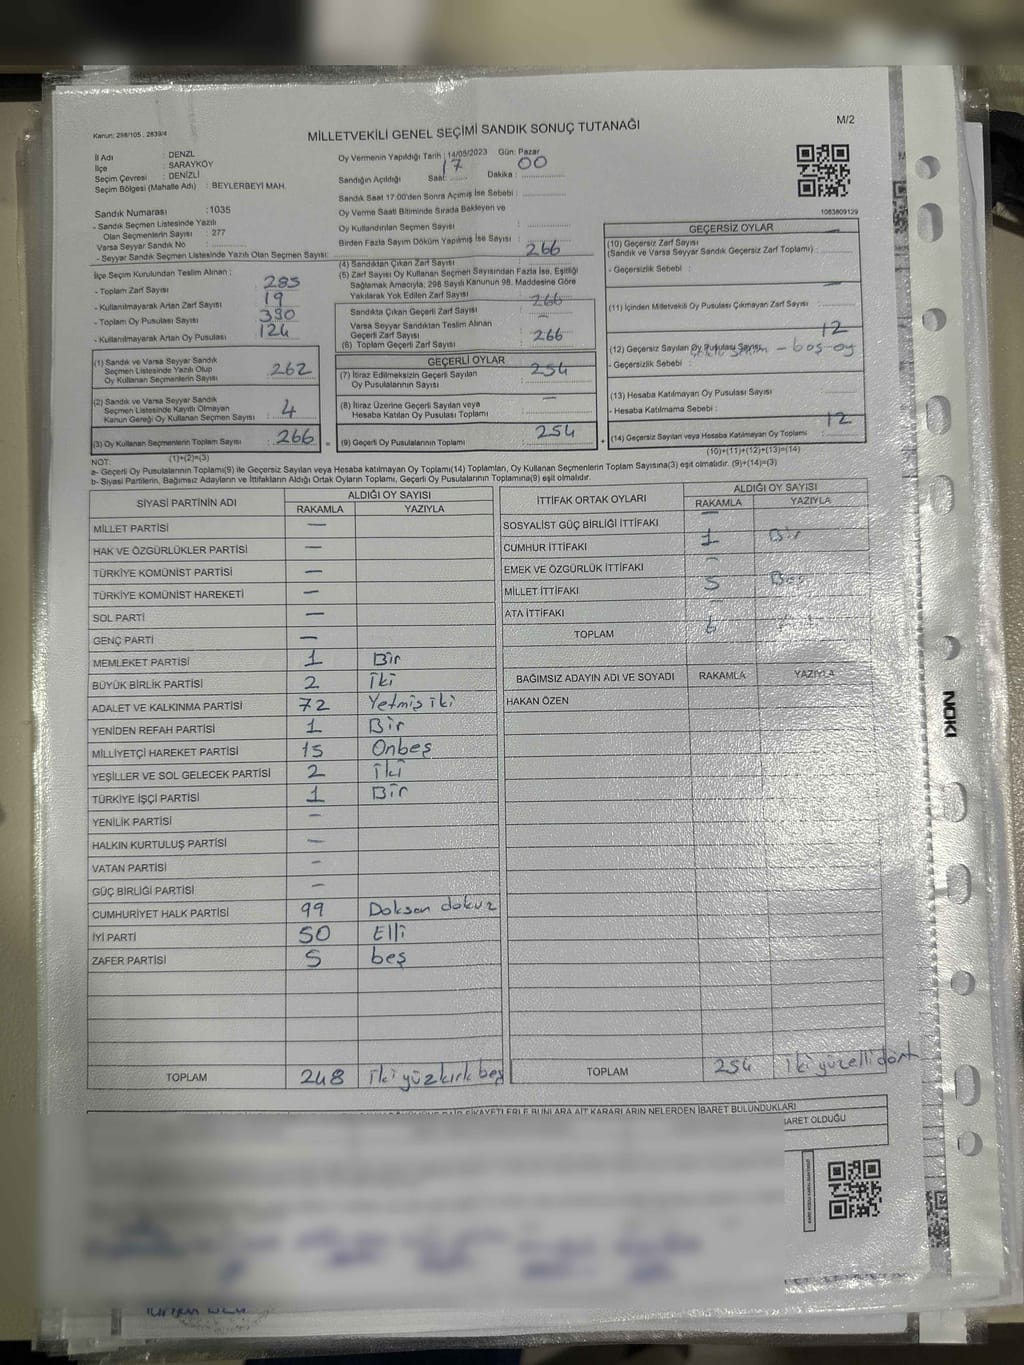 Kanun: 298/105 , 2839/4
MİLLETVEKİLİ GENEL SEÇİMİ SANDIK SONUÇ TUTANAĞI
M/2
İl Adı : DENZL
İlçe : SARAYKÖY
Seçim Çevresi : DENİZLİ
Seçim Bölgesi (Mahalle Adı) : BEYLERBEYİ MAH.
Sandık Numarası :1035
- Sandık Seçmen Listesinde Yazılı
Olan Seçmenlerin Sayısı : 277
Varsa Seyyar Sandık No :
- Seyyar Sandık Seçmen Listesinde Yazılı Olan Seçmen Sayısı:
İlçe Seçim Kurulundan Teslim Alınan :
- Toplam Zarf Sayısı : 285
- Kullanılmayarak Artan Zarf Sayısı : 19
- Toplam Oy Pusulası Sayısı : 390
- Kullanılmayarak Artan Oy Pusulası : 124
(1) Sandık ve Varsa Seyyar Sandık
Seçmen Listesinde Yazılı Olup
Oy Kullanan Seçmenlerin Sayısı : 262
(2) Sandık ve Varsa Seyyar Sandık
Seçmen Listesinde Kayıtlı Olmayan
Kanun Gereği Oy Kullanan Seçmen Sayısı : 4
(3) Oy Kullanan Seçmenlerin Toplam Sayısı : 266 =
(1)+(2)=(3)
Oy Vermenin Yapıldığı Tarih : 14/05/2023 Gün: Pazar
Sandığın Açıldığı Saat: 17 Dakika : 00
Sandık Saat 17.00'den Sonra Açılmış İse Sebebi :
Oy Verme Saati Bitiminde Sırada Bekleyen ve
Oy Kullandırılan Seçmen Sayısı :
Birden Fazla Sayım Döküm Yapılmış İse Sayısı :
(4) Sandıktan Çıkan Zarf Sayısı : 266
(5) Zarf Sayısı Oy Kullanan Seçmen Sayısından Fazla İse, Eşitliği
Sağlamak Amacıyla, 298 Sayılı Kanunun 98. Maddesine Göre
Yakılarak Yok Edilen Zarf Sayısı : —
Sandıkta Çıkan Geçerli Zarf Sayısı : 266
Varsa Seyyar Sandıktan Teslim Alınan
Geçerli Zarf Sayısı : —
(6) Toplam Geçerli Zarf Sayısı : 266
GEÇERLİ OYLAR
(7) İtiraz Edilmeksizin Geçerli Sayılan
Oy Pusulalarının Sayısı : 254
(8) İtiraz Üzerine Geçerli Sayılan veya
Hesaba Katılan Oy Pusulası Toplamı : —
(9) Geçerli Oy Pusulalarının Toplamı : 254 +
1083809129
GEÇERSİZ OYLAR
(10) Geçersiz Zarf Sayısı
(Sandık ve Varsa Seyyar Sandık Geçersiz Zarf Toplamı) : —
- Geçersizlik Sebebi :
(11) İçinden Milletvekili Oy Pusulası Çıkmayan Zarf Sayısı : —
(12) Geçersiz Sayılan Oy Pusulası Sayısı : 12
- boş oy
- Geçersizlik Sebebi :
(13) Hesaba Katılmayan Oy Pusulası Sayısı :
- Hesaba Katılmama Sebebi :
(14) Geçersiz Sayılan veya Hesaba Katılmayan Oy Toplamı : 12
(10)+(11)+(12)+(13)=(14)
NOT:
a- Geçerli Oy Pusulalarının Toplamı(9) ile Geçersiz Sayılan veya Hesaba katılmayan Oy Toplamı(14) Toplamları, Oy Kullanan Seçmenlerin Toplam Sayısına(3) eşit olmalıdır. (9)+(14)=(3)
b- Siyasi Partilerin, Bağımsız Adayların ve İttifakların Aldığı Ortak Oyların Toplamı, Geçerli Oy Pusulalarının Toplamına(9) eşit olmalıdır.
SİYASİ PARTİNİN ADI ALDIĞI OY SAYISI
RAKAMLA YAZIYLA
MİLLET PARTİSİ —
HAK VE ÖZGÜRLÜKLER PARTİSİ —
TÜRKİYE KOMÜNİST PARTİSİ —
TÜRKİYE KOMÜNİST HAREKETİ —
SOL PARTİ —
GENÇ PARTİ —
MEMLEKET PARTİSİ 1 Bir
BÜYÜK BİRLİK PARTİSİ 2 İki
ADALET VE KALKINMA PARTİSİ 72 Yetmiş iki
YENİDEN REFAH PARTİSİ 1 Bir
MİLLİYETÇİ HAREKET PARTİSİ 15 Onbeş
YEŞİLLER VE SOL GELECEK PARTİSİ 2 İki
TÜRKİYE İŞÇİ PARTİSİ 1 Bir
YENİLİK PARTİSİ —
HALKIN KURTULUŞ PARTİSİ —
VATAN PARTİSİ —
GÜÇ BİRLİĞİ PARTİSİ —
CUMHURİYET HALK PARTİSİ 99 Doksan dokuz
İYİ PARTİ 50 Elli
ZAFER PARTİSİ 5 beş
TOPLAM 248 iki yüz kırk beş
İTTİFAK ORTAK OYLARI ALDIĞI OY SAYISI
RAKAMLA YAZIYLA
SOSYALİST GÜÇ BİRLİĞİ İTTİFAKI —
CUMHUR İTTİFAKI 1 Bir
EMEK VE ÖZGÜRLÜK İTTİFAKI —
MİLLET İTTİFAKI 5 Beş
ATA İTTİFAKI —
TOPLAM 6
BAĞIMSIZ ADAYIN ADI VE SOYADI RAKAMLA YAZIYLA
HAKAN ÖZEN
TOPLAM 254 iki yüz elli dört
ŞİKAYETLERLE BUNLARA AİT KARARLARIN NELERDEN İBARET BULUNDUKLARI
İBARET OLDUĞU
NOKI